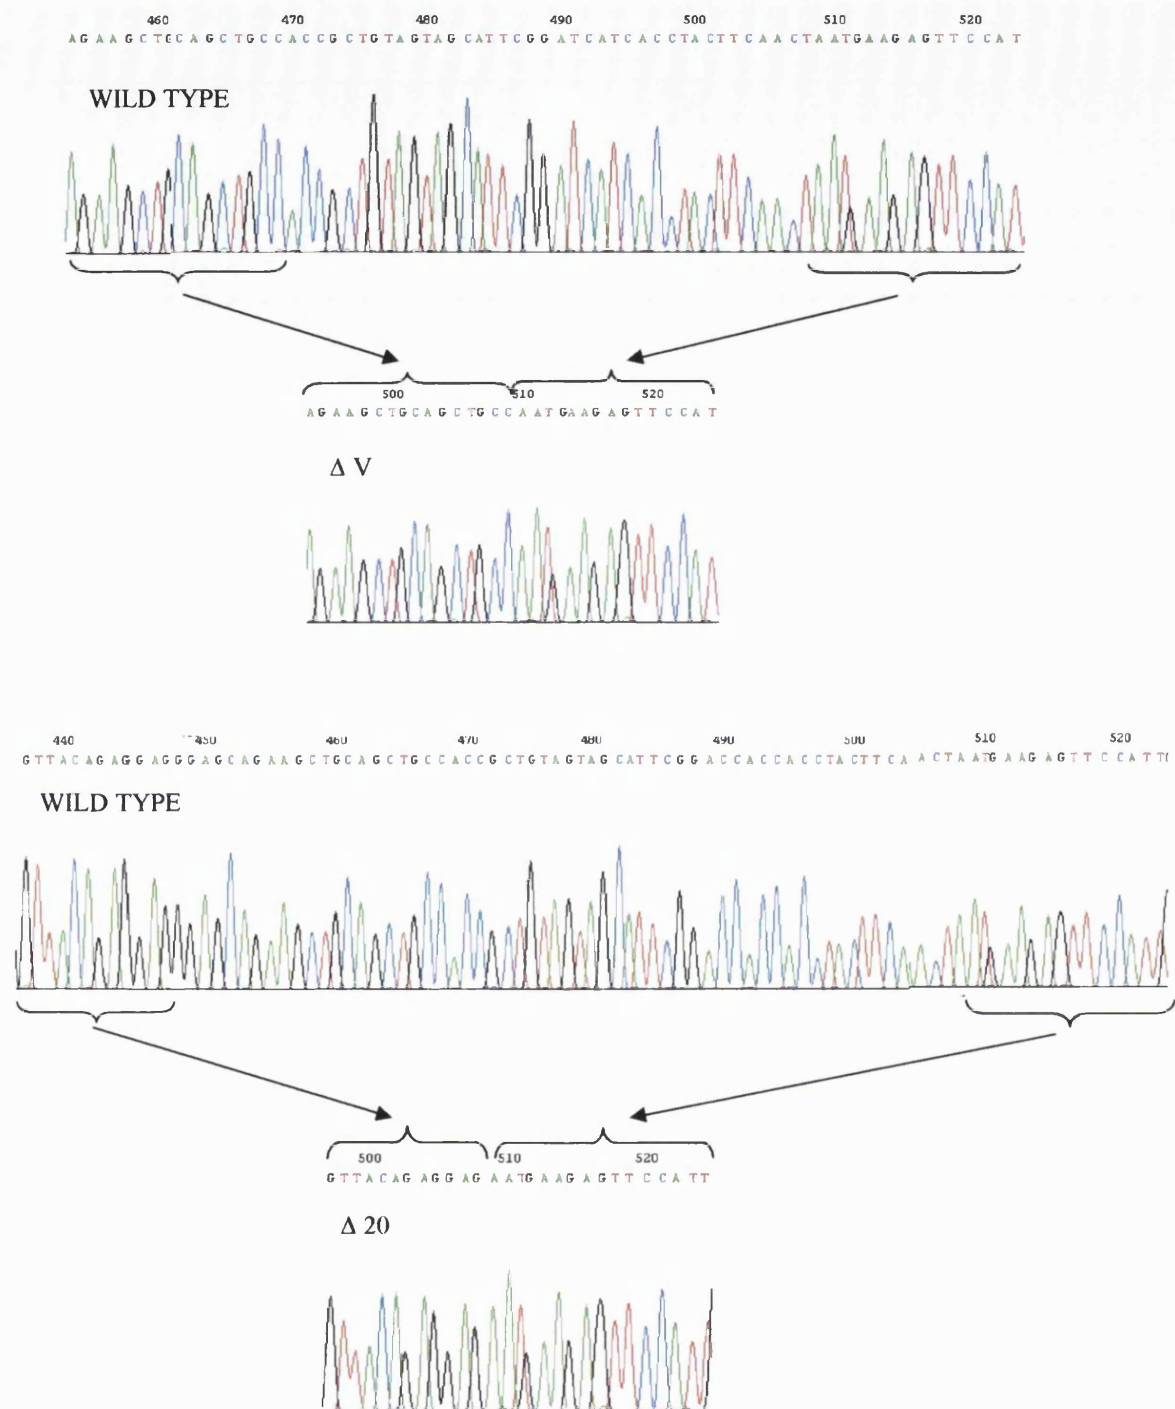 460 470 480 490 500 510 520
AGAAGCTGCAGCTGCCACCGCTGTAGTAGCATTCGGATCATCACCTACTTCAACTAATGAAGAGTTCCAT
WILD TYPE
500 510 520
AGAAGCTGCAGCTGCCAATGAAGAGTTCCAT
Δ V
440 450 460 470 480 490 500 510 520
GTTACAGAGGAGGGAGCAGAAGCTGCAGCTGCCACCGCTGTAGTAGCATTCGGACCACCACCTACTTCAACTAATGAAGAGTTCCATT
WILD TYPE
500 510 520
GTTACAGAGGAGAATGAAGAGTTCCATT
Δ 20